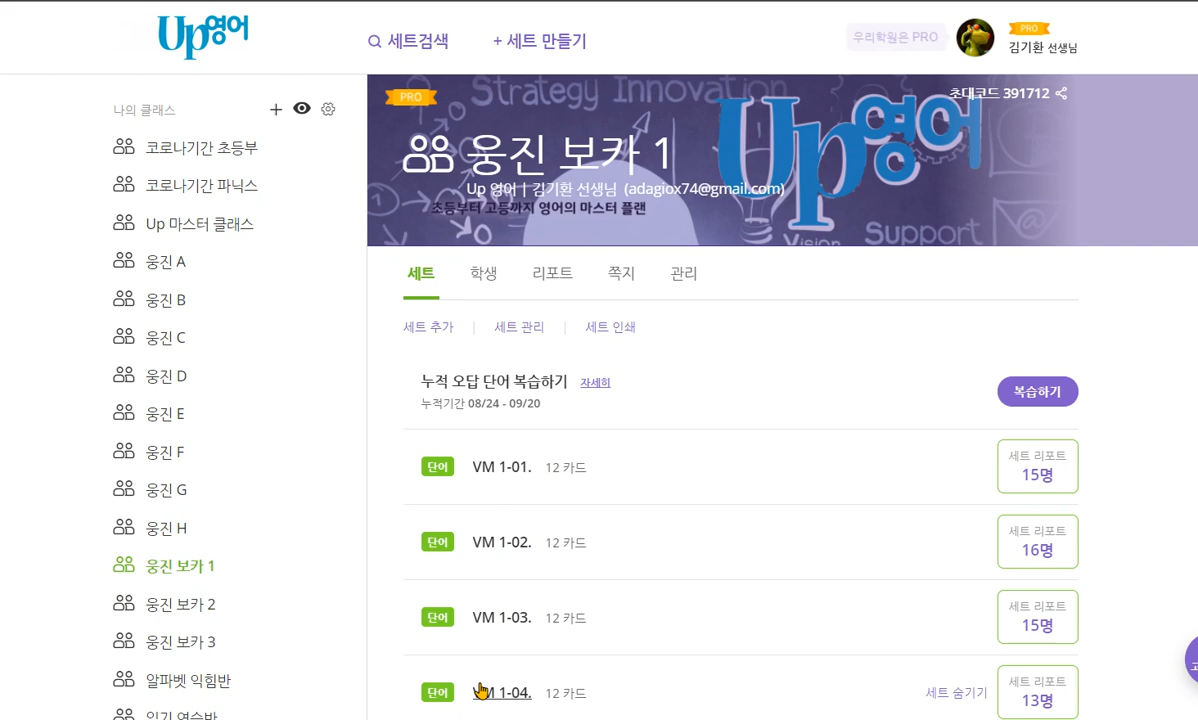 Up영어
세트검색
+ 세트 만들기
우리학원은 PRO
PRO
김기환 선생님
나의 클래스
코로나기간 초등부
코로나기간 파닉스
Up 마스터 클래스
웅진 A
웅진 B
웅진 C
웅진 D
웅진 E
웅진 F
웅진 G
웅진 H
웅진 보카 1
웅진 보카 2
웅진 보카 3
알파벳 익힘반
읽기 연습반
PRO
Strategy Innovation
초대코드 391712
웅진 보카 1
Up영어
Up 영어 | 김기환 선생님 (adagiox74@gmail.com)
초등부터 고등까지 영어의 마스터 플랜
Vision
Support
세트 학생 리포트 쪽지 관리
세트 추가 | 세트 관리 | 세트 인쇄
누적 오답 단어 복습하기 자세히
누적기간 08/24 - 09/20
복습하기
단어 VM 1-01. 12 카드
세트 리포트
15명
단어 VM 1-02. 12 카드
세트 리포트
16명
단어 VM 1-03. 12 카드
세트 리포트
15명
단어 VM 1-04. 12 카드 세트 숨기기
세트 리포트
13명